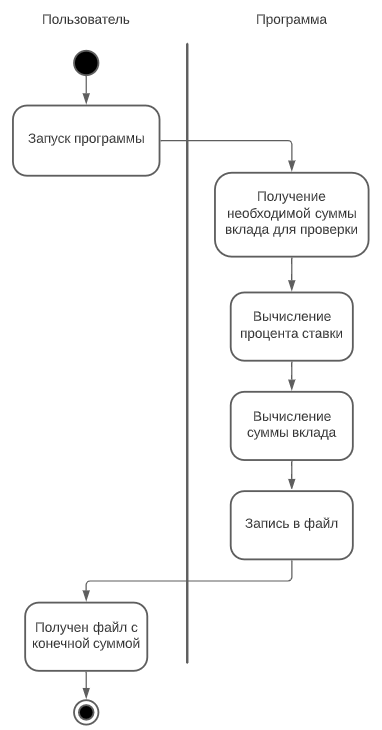 Пользователь
Программа
Запуск программы
Получение
необходимой суммы
вклада для проверки
Вычисление
процента ставки
Вычисление
суммы вклада
Запись в файл
Получен файл с
конечной суммой